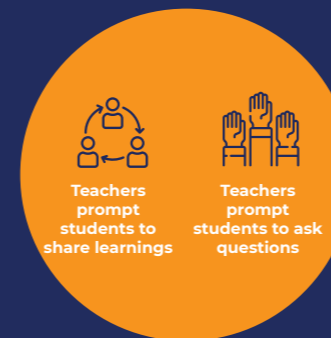 Teachers
prompt
students to
share learnings
Teachers
prompt
students to ask
questions